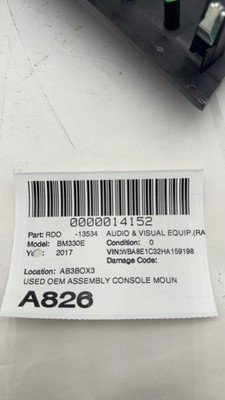 0000014152
Part: RDO -13534 AUDIO & VISUAL EQUIP.(RA
Model: BM330E Condition: 0
2017 VIN:WBA8E1C32HA159198
Damage Code:
Location: AB3BOX3
USED OEM ASSEMBLY CONSOLE MOUN
A826